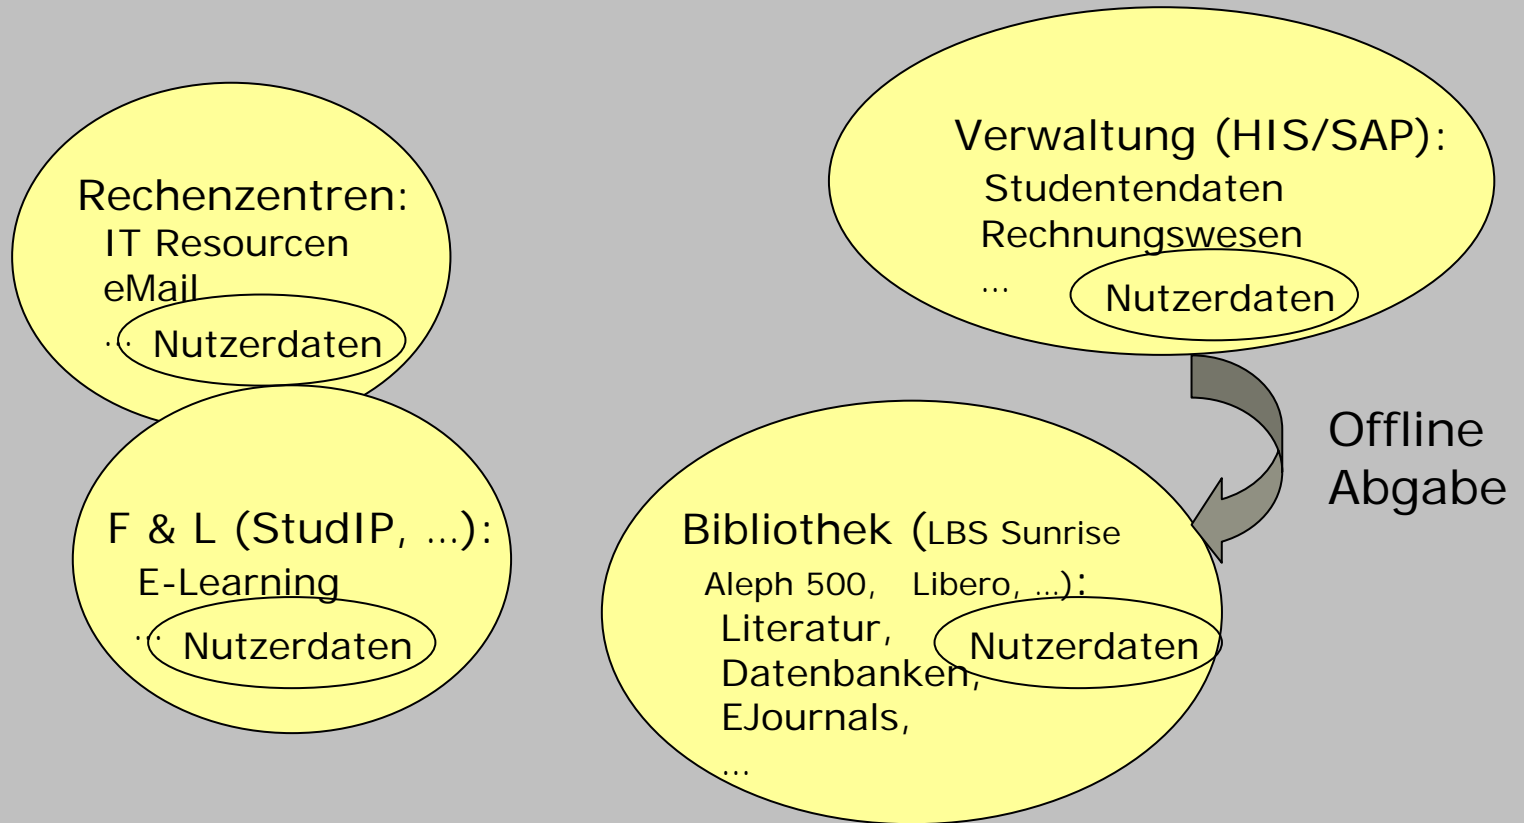 Rechenzentren:
IT Resourcen
eMail
... Nutzerdaten
F & L (StudIP, ...):
E-Learning
... Nutzerdaten
Verwaltung (HIS/SAP):
Studentendaten
Rechnungswesen
... Nutzerdaten
Offline
Abgabe
Bibliothek (LBS Sunrise
Aleph 500, Libero, ...):
Literatur, Nutzerdaten
Datenbanken,
EJournals,
...